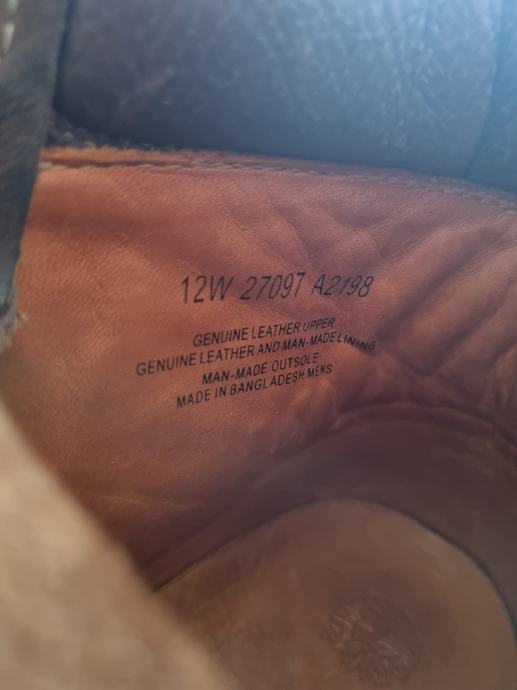 12W 27097 A2198
GENUINE LEATHER UPPER
GENUINE LEATHER AND MAN-MADE LINING
MAN-MADE OUTSOLE
MADE IN BANGLADESH MENS